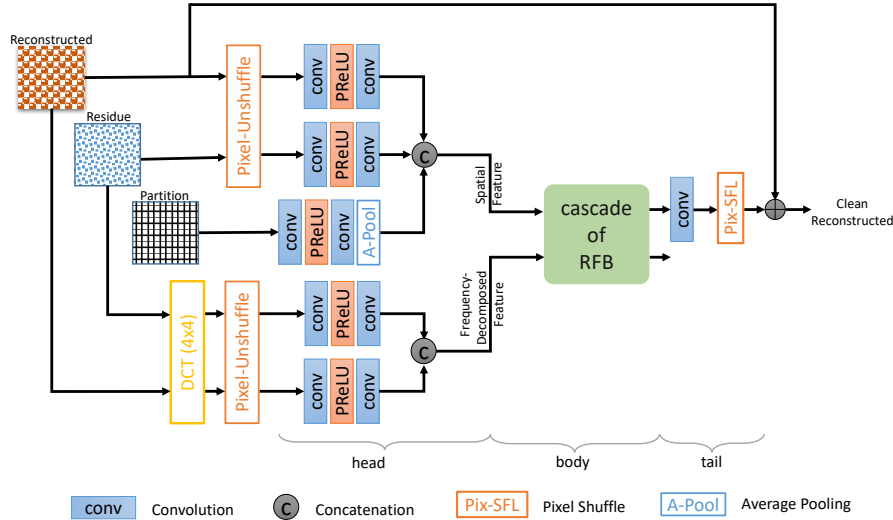 Reconstructed
Residue
Partition
Pixel-Unshuffle
conv
PReLU
conv
conv
PReLU
conv
conv
PReLU
conv
A-Pool
C
Spatial
Feature
DCT (4x4)
Pixel-Unshuffle
conv
PReLU
conv
conv
PReLU
conv
C
Frequency-
Decomposed
Feature
cascade
of
RFB
conv
Pix-SFL
Clean
Reconstructed
head
body
tail
conv
Convolution
C
Concatenation
Pix-SFL
Pixel Shuffle
A-Pool
Average Pooling